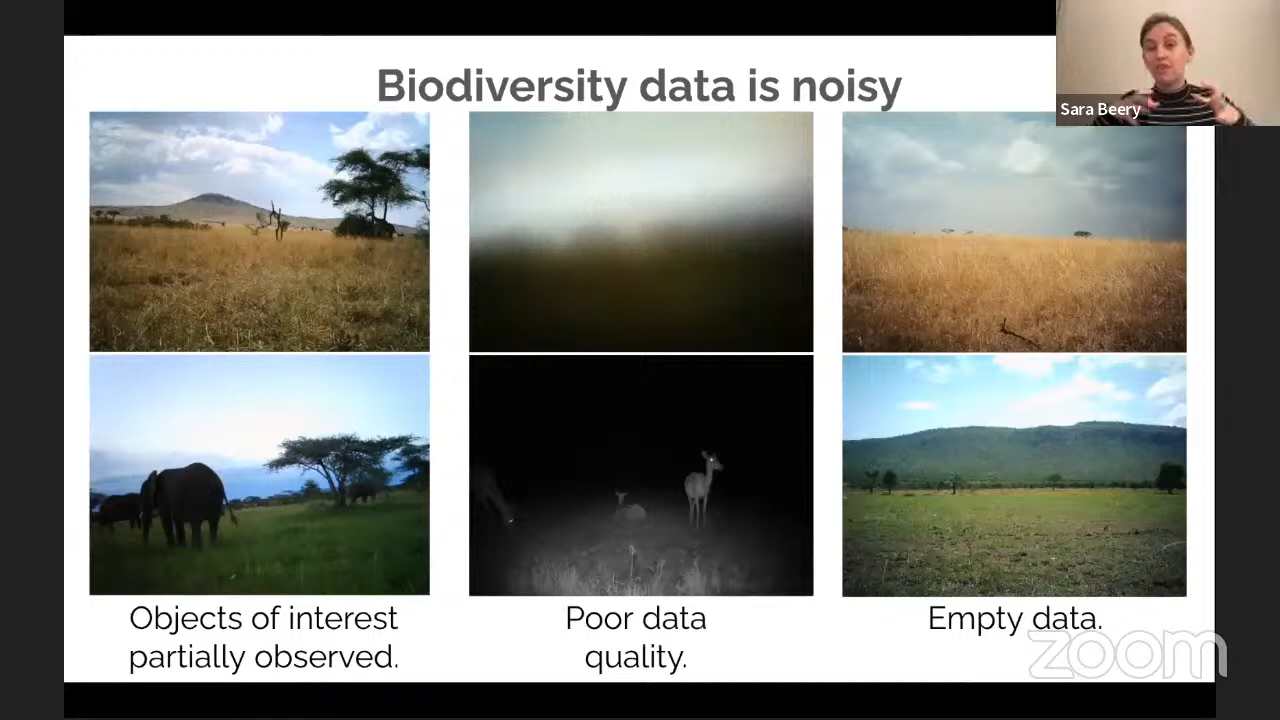 Biodiversity data is noisy
Sara Beery
Objects of interest
partially observed.
Poor data
quality.
Empty data.
zoom